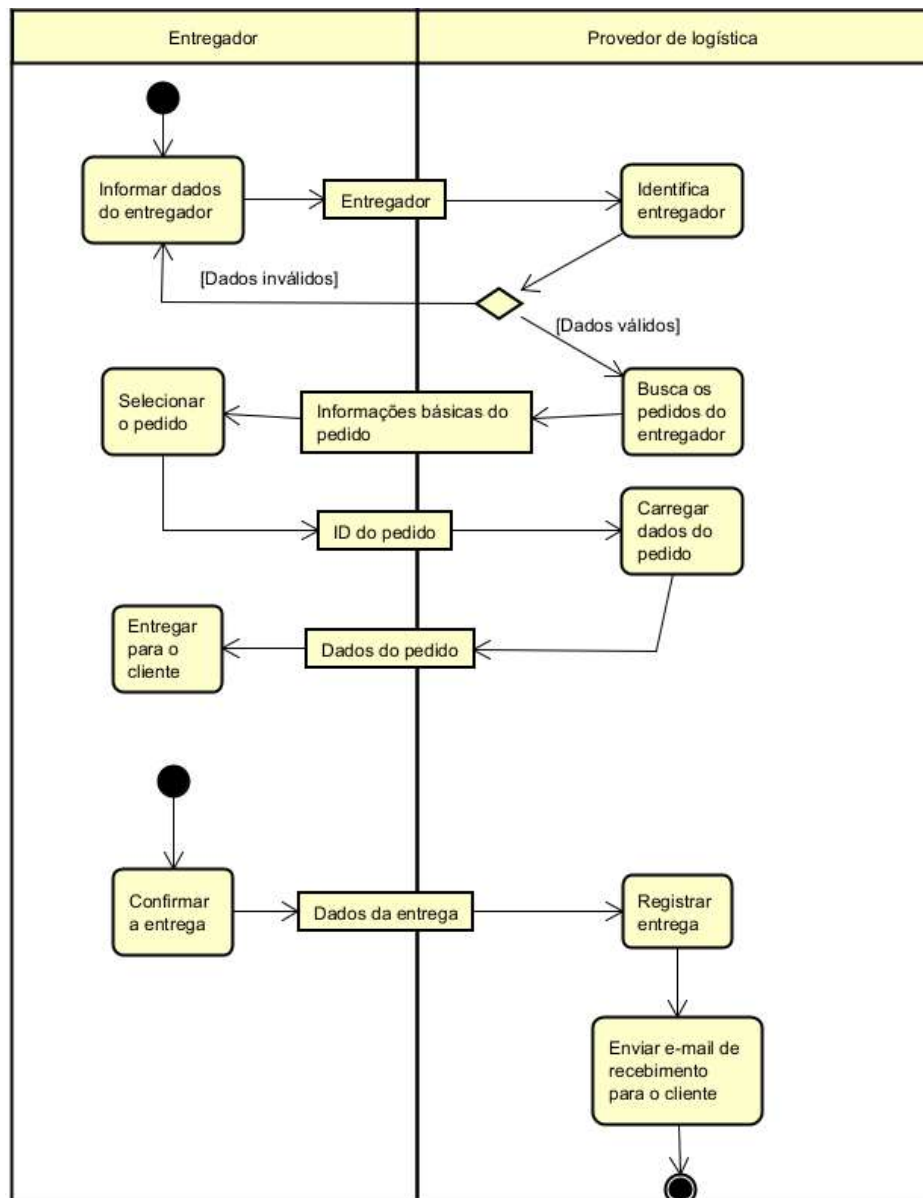 Entregador
Provedor de logística
Informar dados
do entregador
Entregador
Identifica
entregador
[Dados inválidos]
[Dados válidos]
Selecionar
o pedido
Informações básicas do
pedido
Busca os
pedidos do
entregador
ID do pedido
Carregar
dados do
pedido
Entregar
para o
cliente
Dados do pedido
Confirmar
a entrega
Dados da entrega
Registrar
entrega
Enviar e-mail de
recebimento
para o cliente